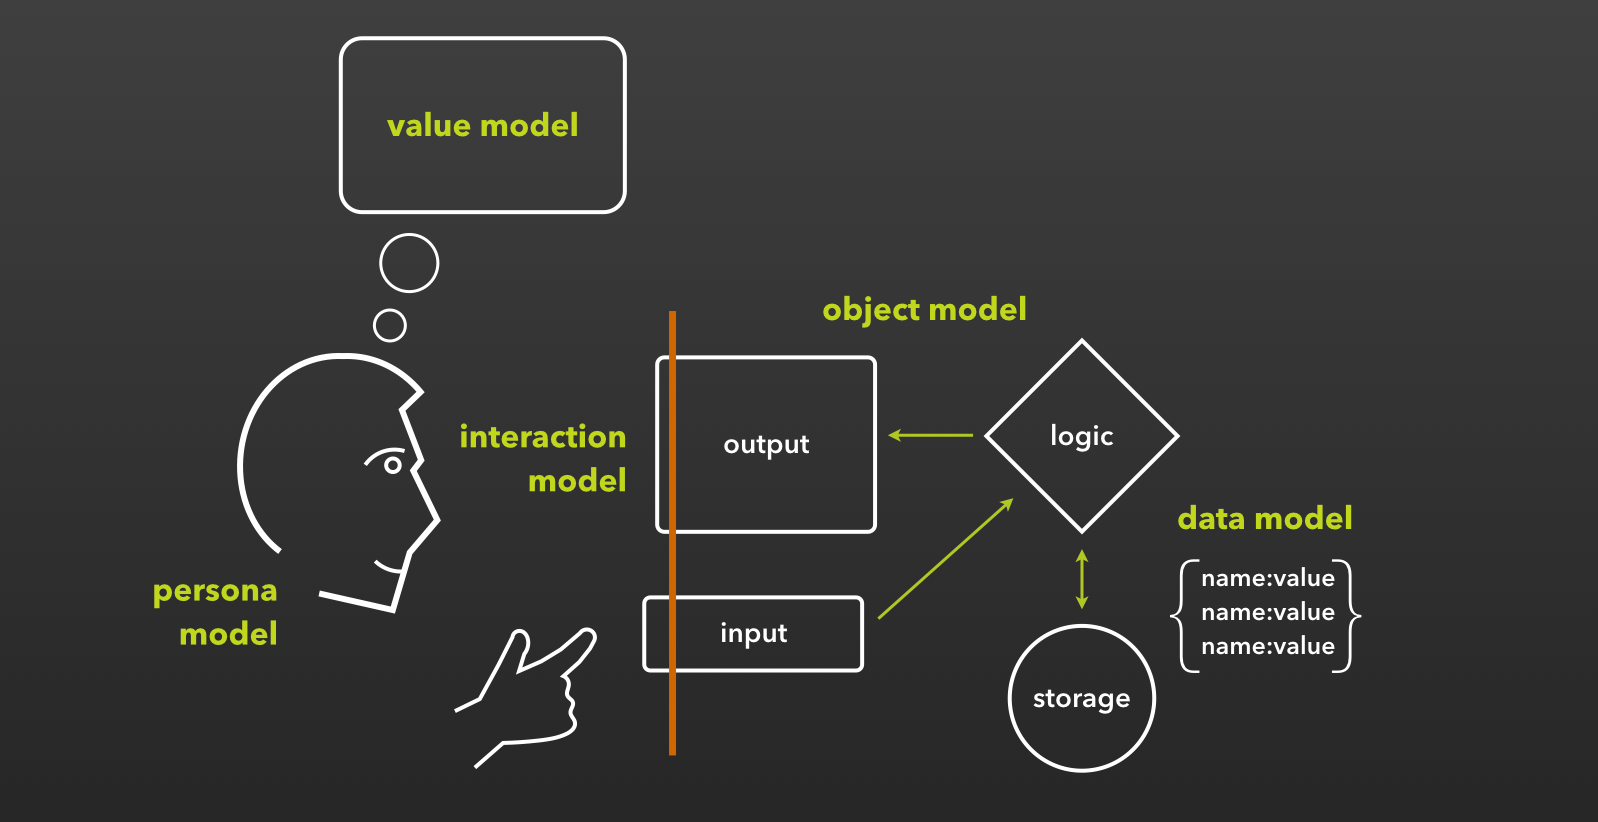 value model
object model
interaction
model
output
logic
data model
name:value
name:value
name:value
persona
model
input
storage